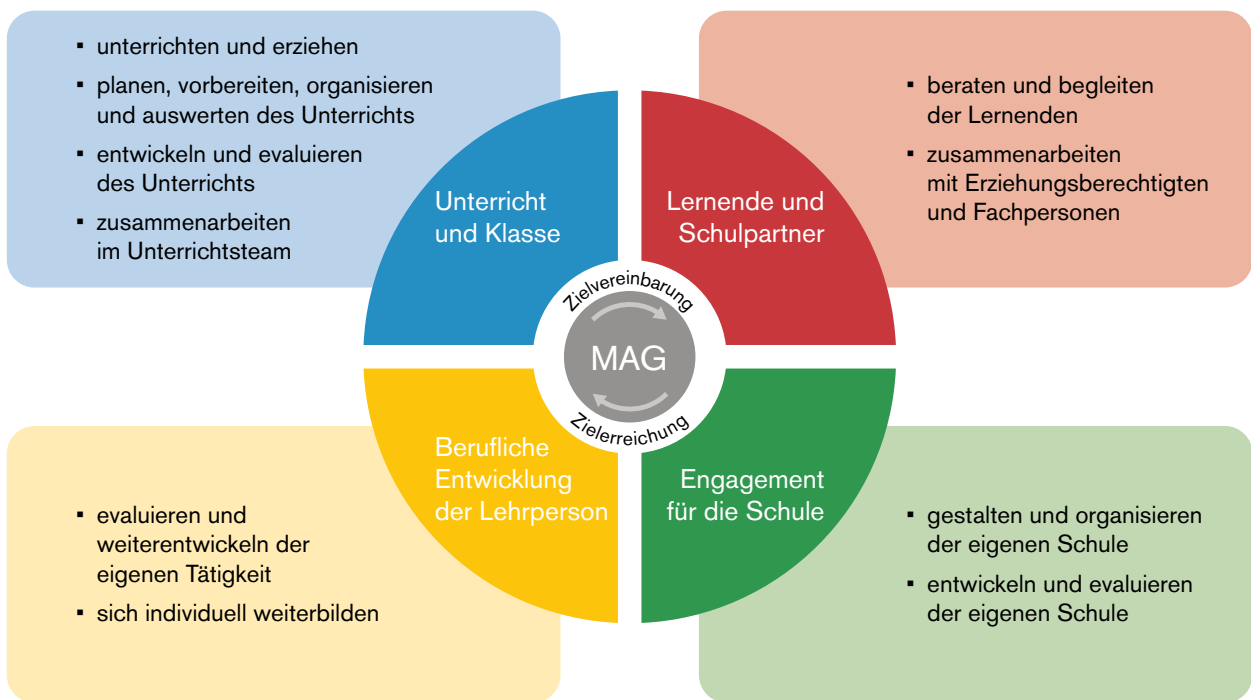 ▪ unterrichten und erziehen
▪ planen, vorbereiten, organisieren
und auswerten des Unterrichts
▪ entwickeln und evaluieren
des Unterrichts
▪ zusammenarbeiten
im Unterrichtsteam
▪ beraten und begleiten
der Lernenden
▪ zusammenarbeiten
mit Erziehungsberechtigten
und Fachpersonen
Unterricht
und Klasse
Lernende und
Schulpartner
Zielvereinbarung
MAG
Zielerreichung
Berufliche
Entwicklung
der Lehrperson
Engagement
für die Schule
▪ evaluieren und
weiterentwickeln der
eigenen Tätigkeit
▪ sich individuell weiterbilden
▪ gestalten und organisieren
der eigenen Schule
▪ entwickeln und evaluieren
der eigenen Schule